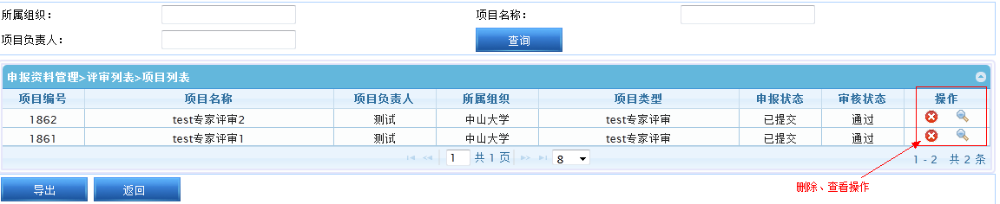 所属组织： 项目名称：
项目负责人： 查询
申报资料管理>评审列表>项目列表
项目编号 项目名称 项目负责人 所属组织 项目类型 申报状态 审核状态 操作
1862 test专家评审2 测试 中山大学 test专家评审 已提交 通过
1861 test专家评审1 测试 中山大学 test专家评审 已提交 通过
1 共 1 页 8 1 - 2 共 2 条
导出 返回 删除、查看操作